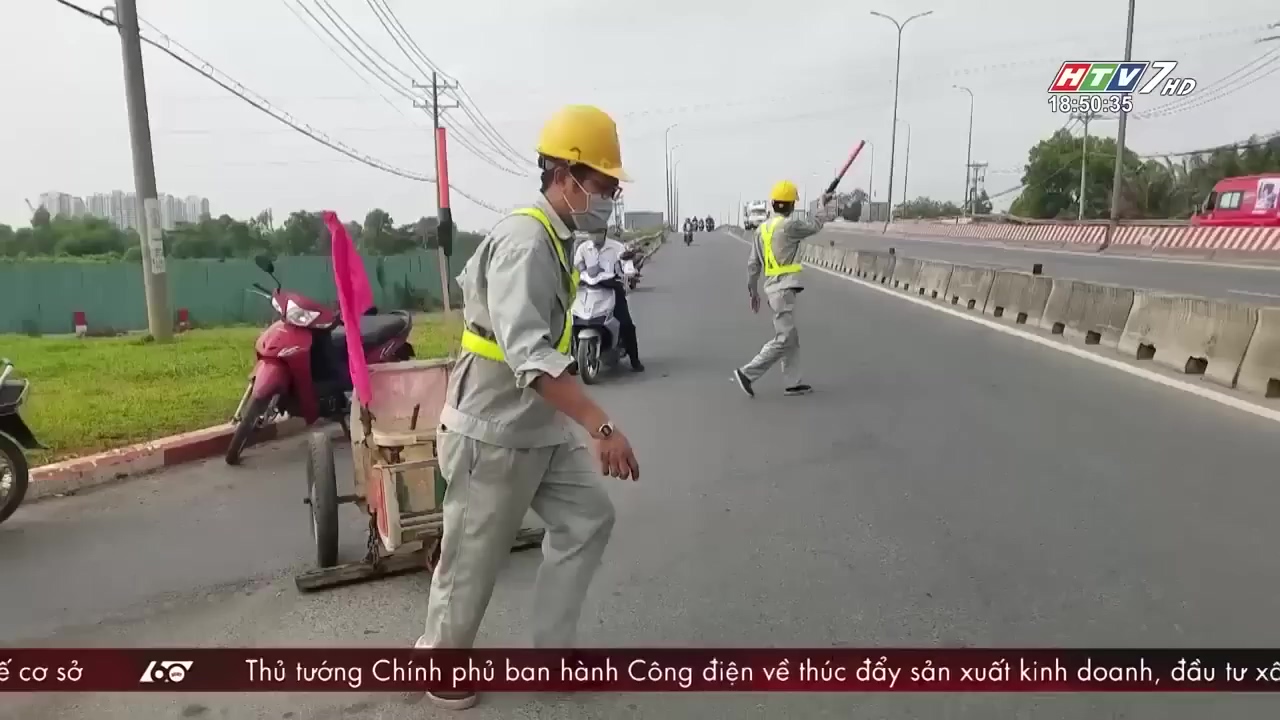 HTV7 HD
18:50:35
ế cơ sở 60 Thủ tướng Chính phủ ban hành Công điện về thúc đẩy sản xuất kinh doanh, đầu tư xâ